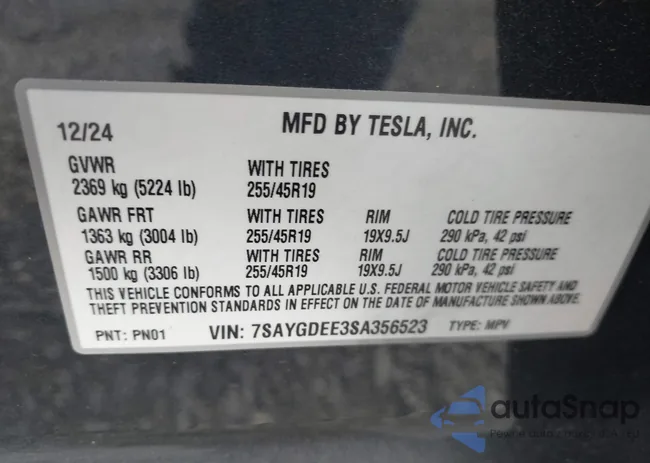 12/24 MFD BY TESLA, INC.
GVWR WITH TIRES
2369 kg (5224 lb) 255/45R19
GAWR FRT WITH TIRES RIM COLD TIRE PRESSURE
1363 kg (3004 lb) 255/45R19 19X9.5J 290 kPa, 42 psi
GAWR RR WITH TIRES RIM COLD TIRE PRESSURE
1500 kg (3306 lb) 255/45R19 19X9.5J 290 kPa, 42 psi
THIS VEHICLE CONFORMS TO ALL APPLICABLE U.S. FEDERAL MOTOR VEHICLE SAFETY AND
THEFT PREVENTION STANDARDS IN EFFECT ON THE DATE OF MANUFACTURE SHOWN ABOVE.
PNT: PN01 VIN: 7SAYGDEE3SA356523 TYPE: MPV
autoSnap